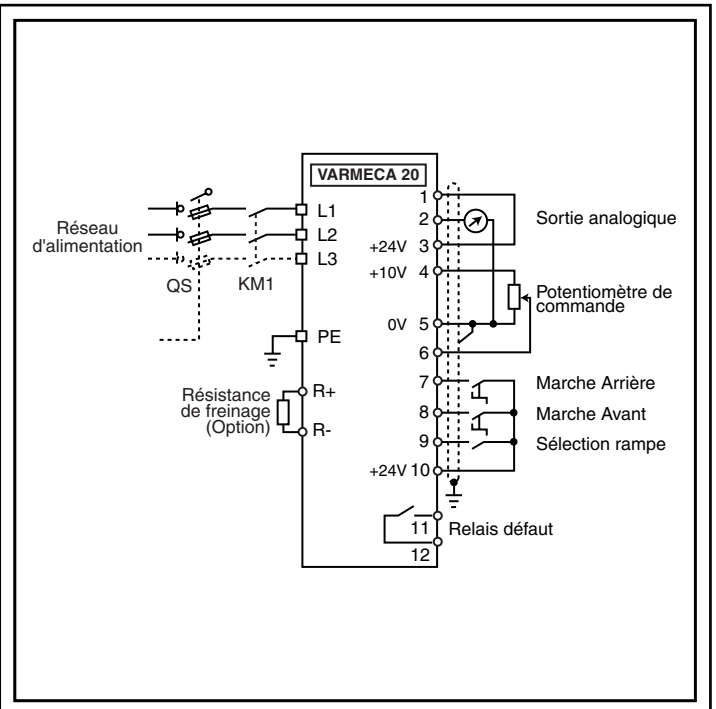 VARMECA 20
1
2
+24V 3
+10V 4
0V 5
6
7
8
9
+24V 10
11
12
L1
L2
L3
PE
R+
R-
Réseau
d'alimentation
QS
KM1
Résistance
de freinage
(Option)
Sortie analogique
Potentiomètre de
commande
Marche Arrière
Marche Avant
Sélection rampe
Relais défaut